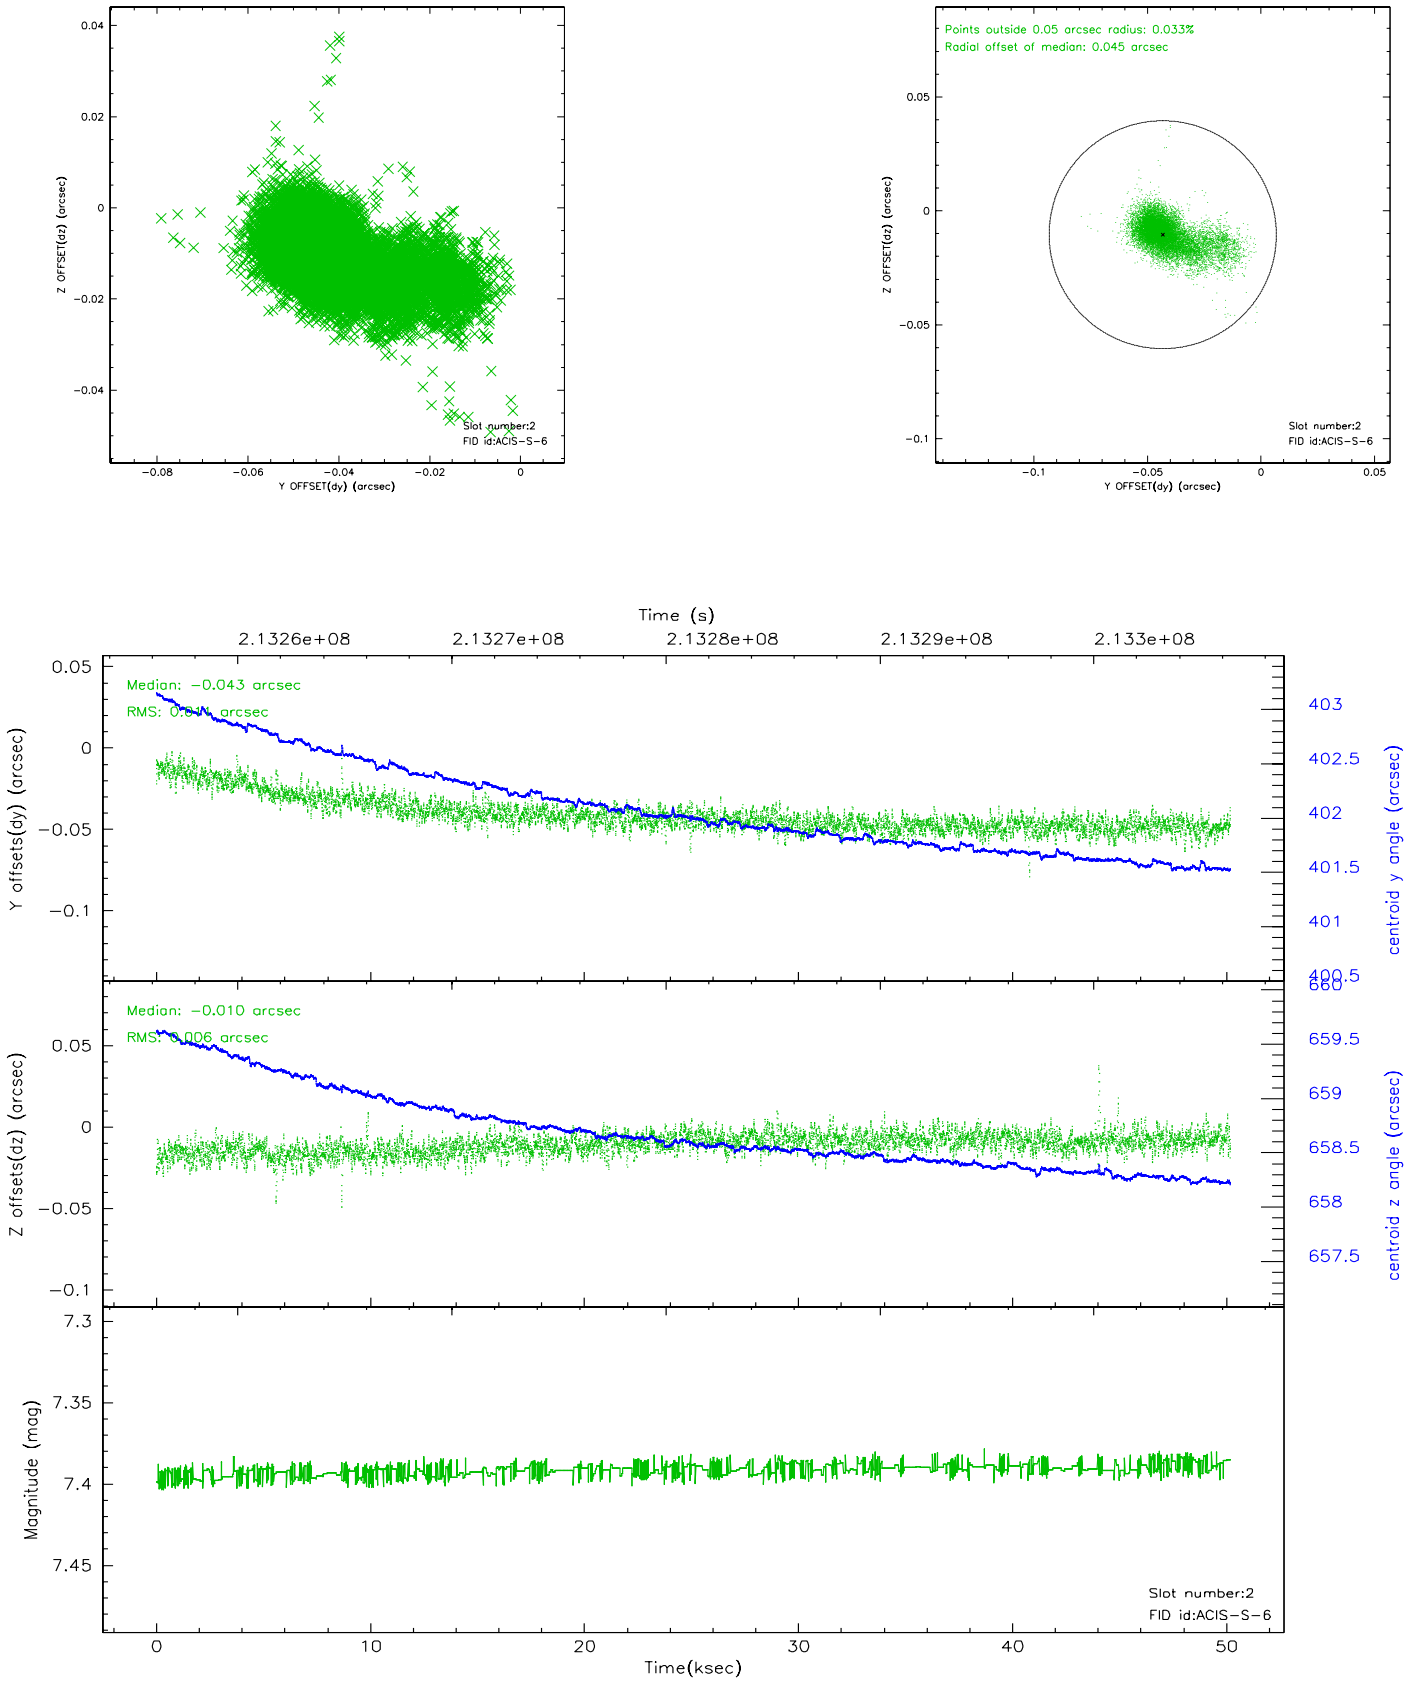 0.04
0.02
0
−0.02
−0.04
Z OFFSET(dz) (arcsec)
Slot number:2
FID id:ACIS−S−6
−0.08 −0.06 −0.04 −0.02 0
Y OFFSET(dy) (arcsec)
Points outside 0.05 arcsec radius: 0.033%
Radial offset of median: 0.045 arcsec
0.05
0
−0.05
−0.1
Z OFFSET(dz) (arcsec)
Slot number:2
FID id:ACIS−S−6
−0.1 −0.05 0 0.05
Y OFFSET(dy) (arcsec)
Time (s)
2.1326e+08 2.1327e+08 2.1328e+08 2.1329e+08 2.133e+08
0.05
0
−0.05
−0.1
Y offsets(dy) (arcsec)
Median: −0.043 arcsec
RMS: 0.011 arcsec
403
402.5
402
401.5
401
400.5
centroid y angle (arcsec)
0.05
0
−0.05
−0.1
Z offsets(dz) (arcsec)
Median: −0.010 arcsec
RMS: 0.006 arcsec
660
659.5
659
658.5
658
657.5
centroid z angle (arcsec)
7.3
7.35
7.4
7.45
Magnitude (mag)
Slot number:2
FID id:ACIS−S−6
0 10 20 30 40 50
Time(ksec)